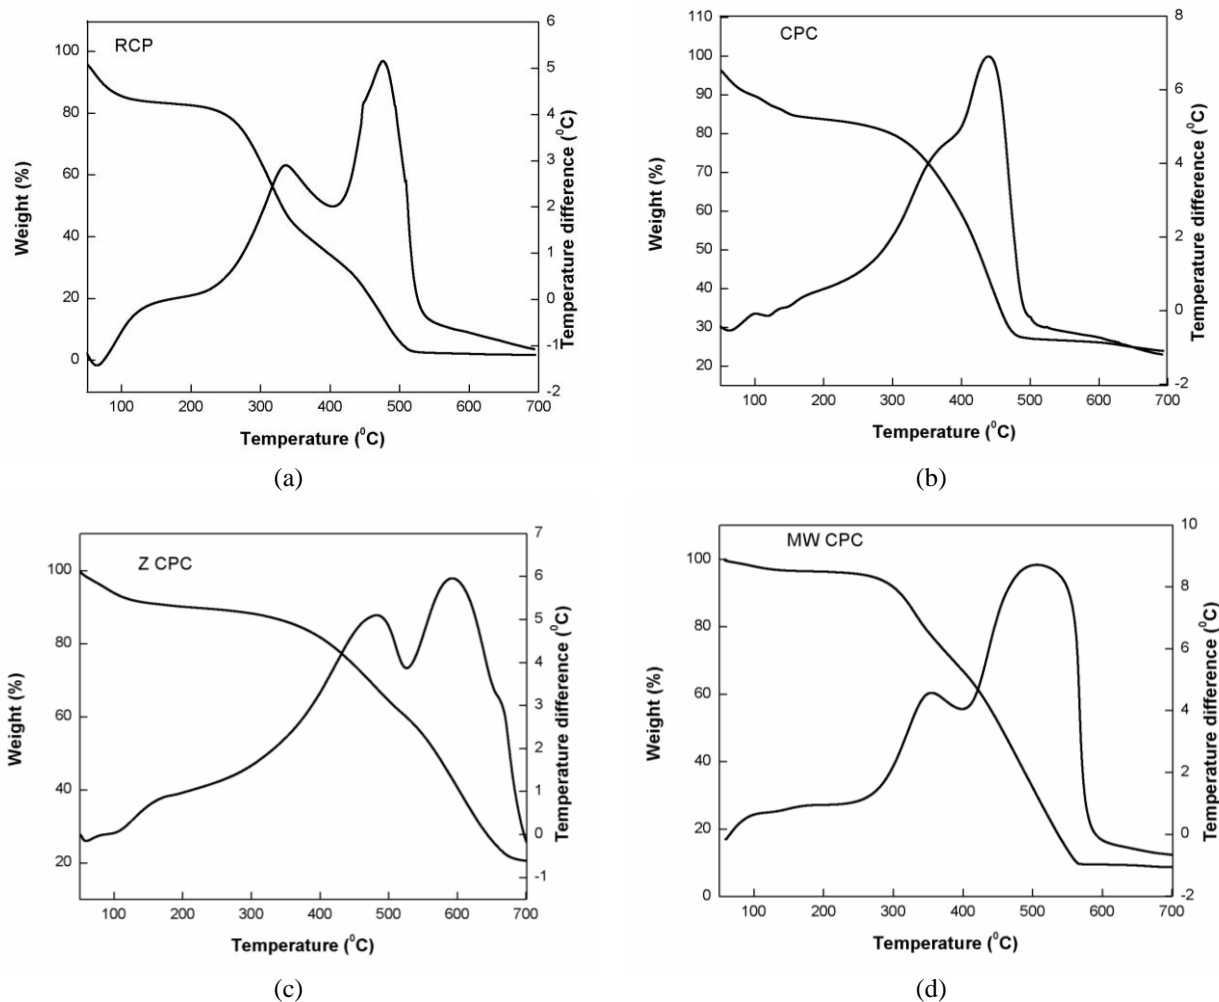 RCP
100
80
60
40
20
0
6
5
4
3
2
1
0
-1
-2
100 200 300 400 500 600 700
Weight (%)
Temperature difference (⁰C)
Temperature (⁰C)
(a)
CPC
110
100
90
80
70
60
50
40
30
20
8
6
4
2
0
-2
100 200 300 400 500 600 700
Weight (%)
Temperature difference (⁰C)
Temperature (⁰C)
(b)
Z CPC
100
80
60
40
20
7
6
5
4
3
2
1
0
-1
100 200 300 400 500 600 700
Weight (%)
Temperature difference (⁰C)
Temperature (⁰C)
(c)
MW CPC
100
80
60
40
20
0
10
8
6
4
2
0
-2
100 200 300 400 500 600 700
Weight (%)
Temperature difference (⁰C)
Temperature (⁰C)
(d)